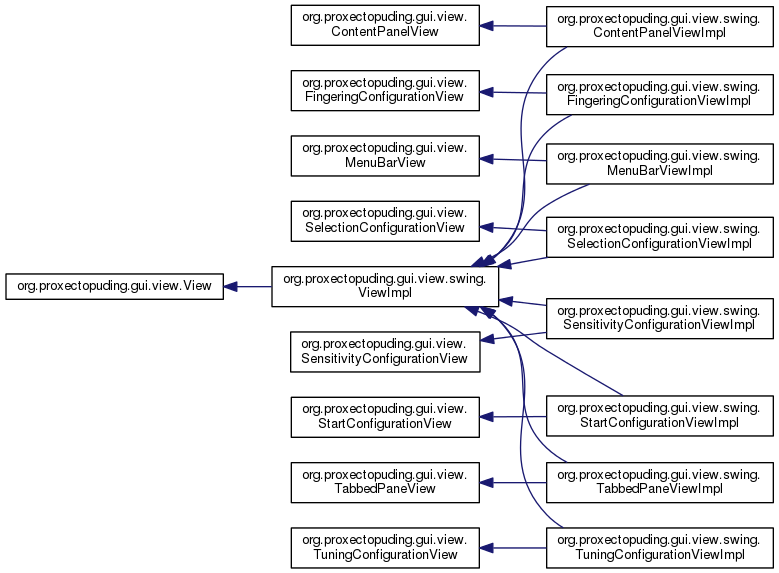 org.proxectopuding.gui.view.
ContentPanelView
org.proxectopuding.gui.view.swing.
ContentPanelViewImpl
org.proxectopuding.gui.view.
FingeringConfigurationView
org.proxectopuding.gui.view.swing.
FingeringConfigurationViewImpl
org.proxectopuding.gui.view.
MenuBarView
org.proxectopuding.gui.view.swing.
MenuBarViewImpl
org.proxectopuding.gui.view.
SelectionConfigurationView
org.proxectopuding.gui.view.swing.
SelectionConfigurationViewImpl
org.proxectopuding.gui.view.View
org.proxectopuding.gui.view.swing.
ViewImpl
org.proxectopuding.gui.view.swing.
SensitivityConfigurationViewImpl
org.proxectopuding.gui.view.
SensitivityConfigurationView
org.proxectopuding.gui.view.
StartConfigurationView
org.proxectopuding.gui.view.swing.
StartConfigurationViewImpl
org.proxectopuding.gui.view.
TabbedPaneView
org.proxectopuding.gui.view.swing.
TabbedPaneViewImpl
org.proxectopuding.gui.view.
TuningConfigurationView
org.proxectopuding.gui.view.swing.
TuningConfigurationViewImpl